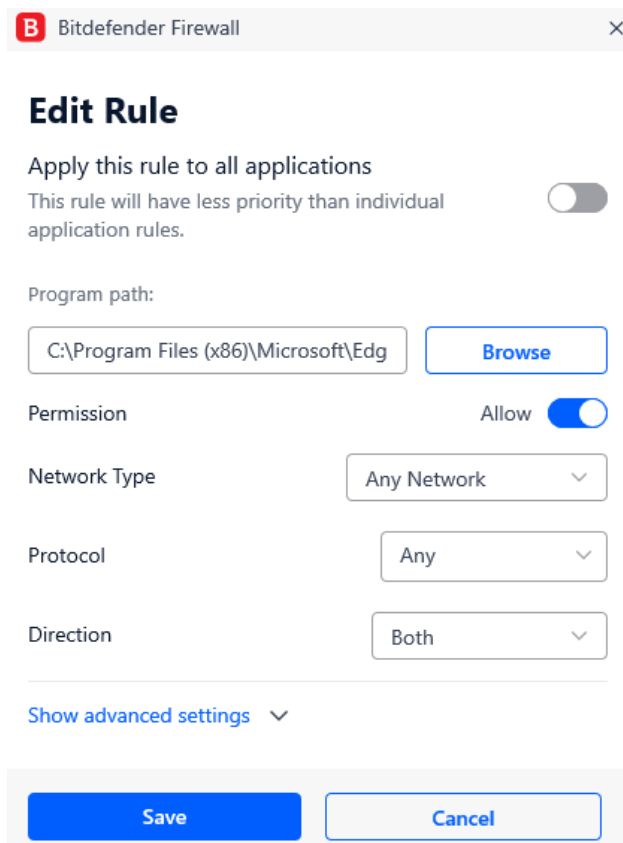 B Bitdefender Firewall
Edit Rule
Apply this rule to all applications
This rule will have less priority than individual
application rules.
Program path:
C:\Program Files (x86)\Microsoft\Edg
Browse
Permission
Allow
Network Type
Any Network
Protocol
Any
Direction
Both
Show advanced settings
Save
Cancel